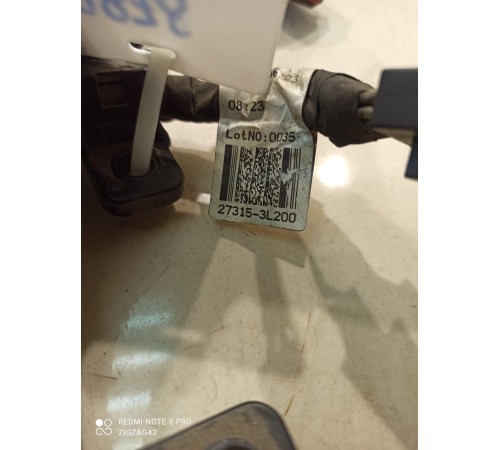 08:23
LotNO:0035
27315-3L200
REDMI NOTE 8 PRO
ZIGZAG43